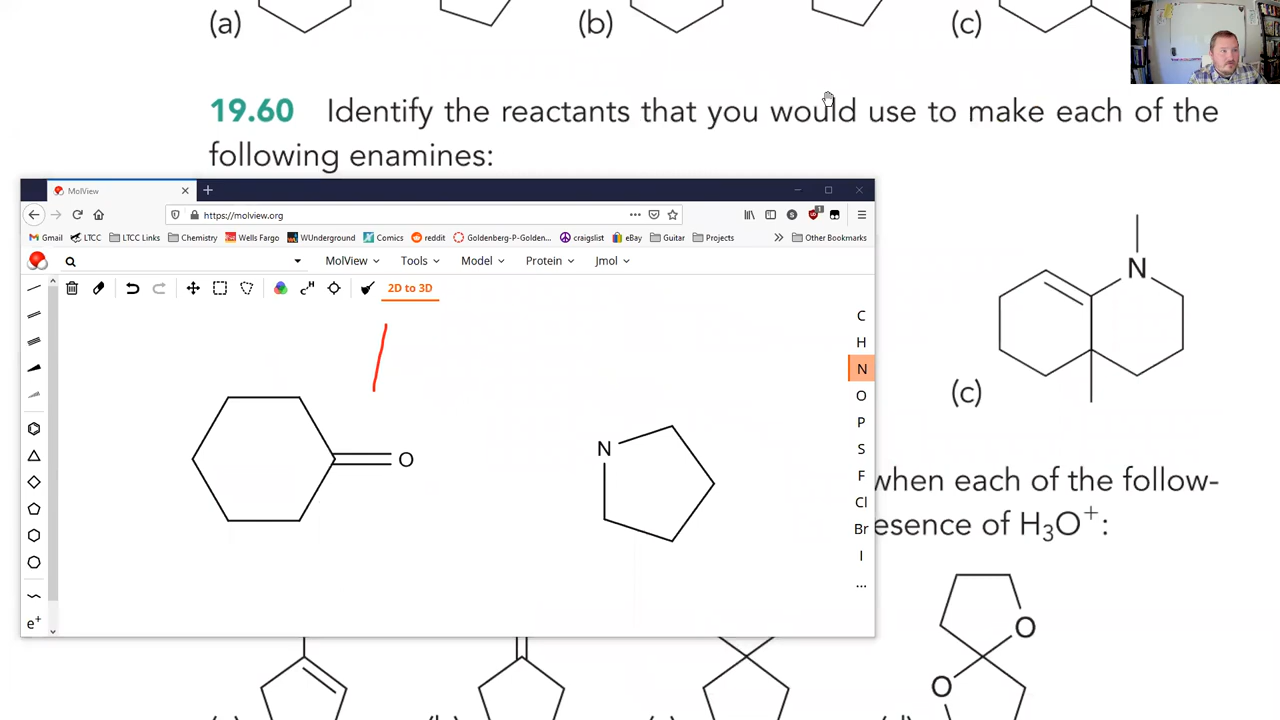 (a)
(b)
(c)
19.60 Identify the reactants that you would use to make each of the
following enamines:
MolView
https://molview.org
Gmail
LTCC
LTCC Links
Chemistry
Wells Fargo
WUnderground
Comics
reddit
Goldenberg-P-Golden...
craigslist
eBay
Guitar
Projects
Other Bookmarks
MolView
Tools
Model
Protein
Jmol
2D to 3D
C
H
N
O
P
S
F
Cl
Br
I
...
e+
O
N
N
(c)
when each of the follow-
esence of H₃O⁺:
O
O